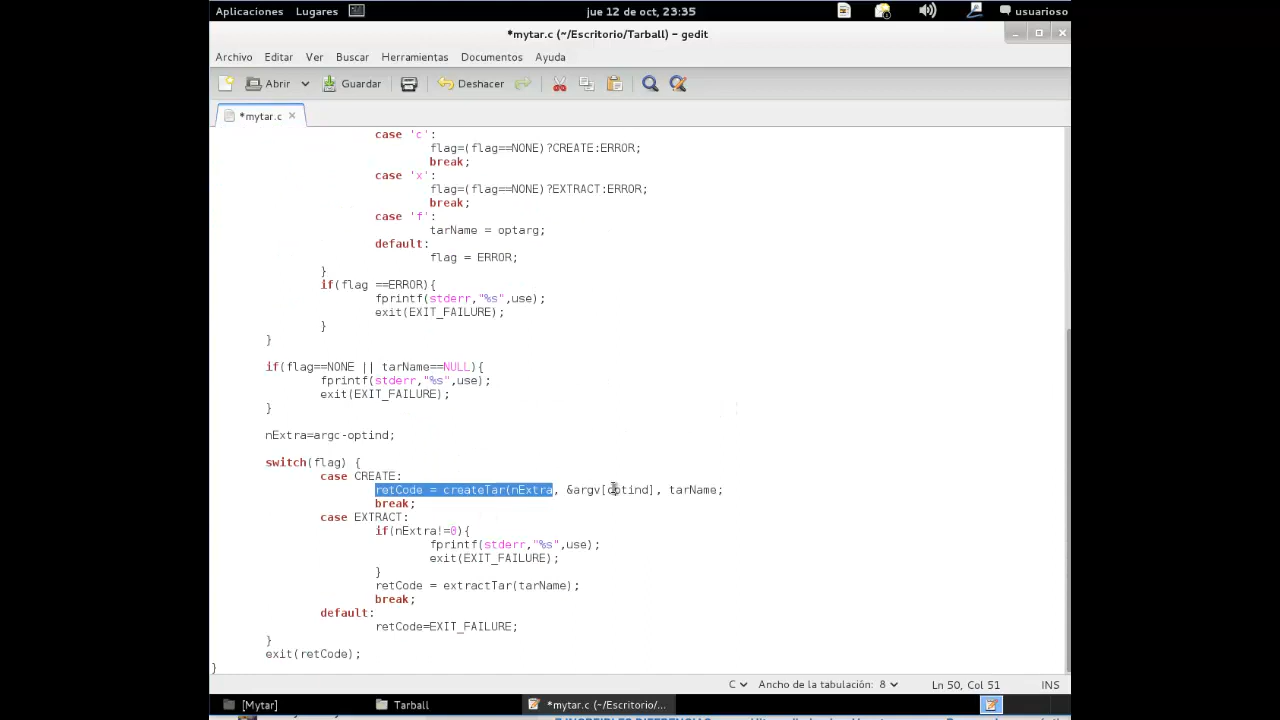 Aplicaciones Lugares jue 12 de oct, 23:35 usuarioso
*mytar.c (~/Escritorio/Tarball) – gedit
Archivo Editar Ver Buscar Herramientas Documentos Ayuda
Abrir Guardar Deshacer
*mytar.c
case 'c':
flag=(flag==NONE)?CREATE:ERROR;
break;
case 'x':
flag=(flag==NONE)?EXTRACT:ERROR;
break;
case 'f':
tarName = optarg;
default:
flag = ERROR;
}
if(flag ==ERROR){
fprintf(stderr,"%s",use);
exit(EXIT_FAILURE);
}
}
if(flag==NONE || tarName==NULL){
fprintf(stderr,"%s",use);
exit(EXIT_FAILURE);
}
nExtra=argc-optind;
switch(flag) {
case CREATE:
retCode = createTar(nExtra, &argv[optind], tarName;
break;
case EXTRACT:
if(nExtra!=0){
fprintf(stderr,"%s",use);
exit(EXIT_FAILURE);
}
retCode = extractTar(tarName);
break;
default:
retCode=EXIT_FAILURE;
}
exit(retCode);
}
C Ancho de la tabulación: 8 Ln 50, Col 51 INS
[Mytar] Tarball *mytar.c (~/Escritorio/...